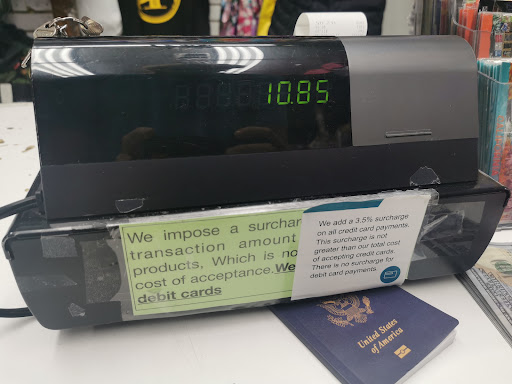 10.85
We impose a surchar
transaction amount
products, Which is no
cost of acceptance. We
debit cards
We add a 3.5% surcharge
on all credit card payments.
This surcharge is not
greater than our total cost
of accepting credit cards.
There is no surcharge for
debit card payments.
United States
of America